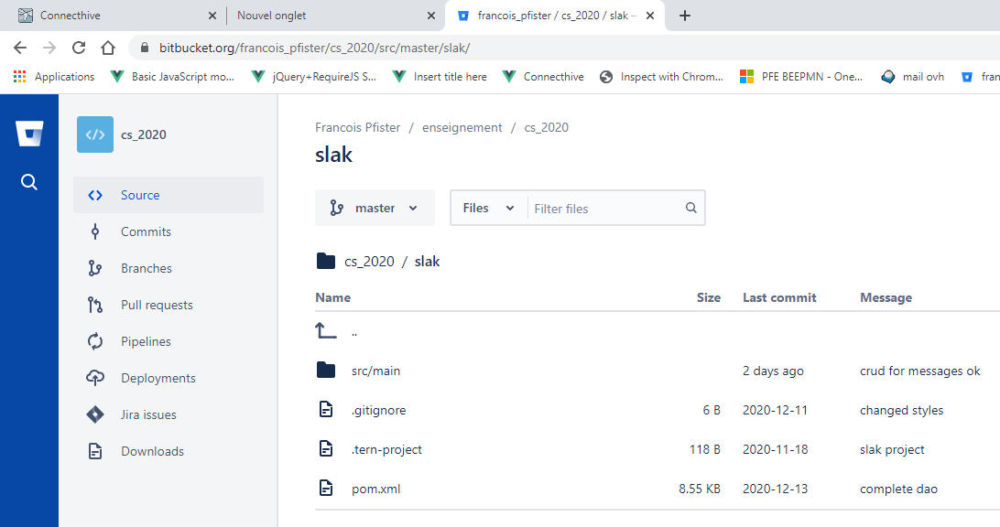 Connecthive
Nouvel onglet
francois_pfister / cs_2020 / slak —
bitbucket.org/francois_pfister/cs_2020/src/master/slak/
Applications Basic JavaScript mo... jQuery+RequireJS S... Insert title here Connecthive Inspect with Chrom... PFE BEEPMN - One... mail ovh fran
cs_2020
Source
Commits
Branches
Pull requests
Pipelines
Deployments
Jira issues
Downloads
Francois Pfister / enseignement / cs_2020
slak
master Files Filter files
cs_2020 / slak
Name Size Last commit Message
..
src/main 2 days ago crud for messages ok
.gitignore 6 B 2020-12-11 changed styles
.tern-project 118 B 2020-11-18 slak project
pom.xml 8.55 KB 2020-12-13 complete dao